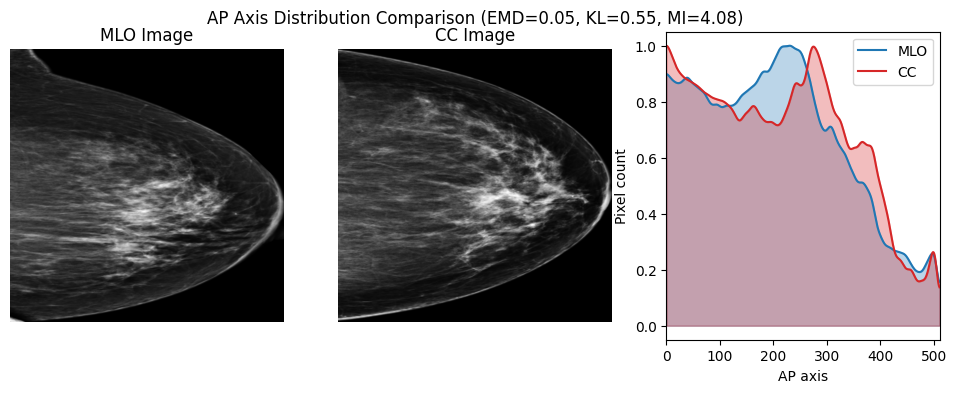 AP Axis Distribution Comparison (EMD=0.05, KL=0.55, MI=4.08)
MLO Image
CC Image
MLO
CC
Pixel count
1.0
0.8
0.6
0.4
0.2
0.0
0 100 200 300 400 500
AP axis